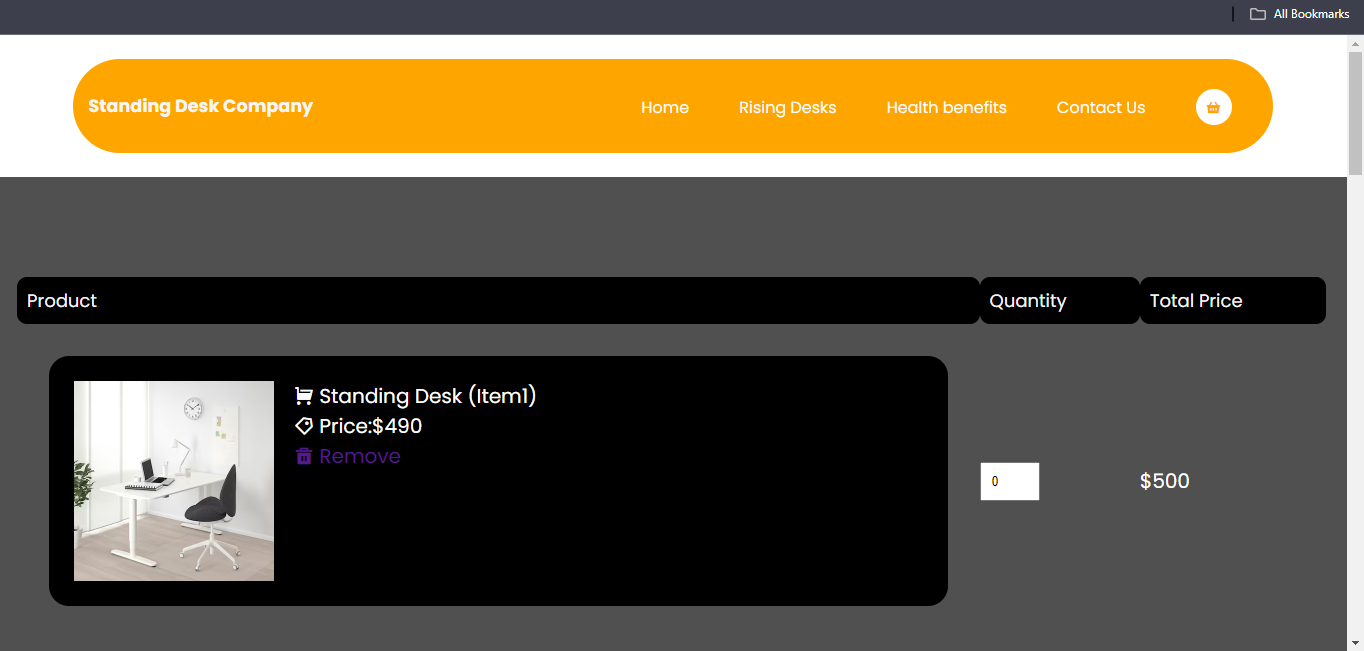 All Bookmarks
Standing Desk Company Home Rising Desks Health benefits Contact Us
Product Quantity Total Price
Standing Desk (Item1)
Price:$490
Remove
0 $500